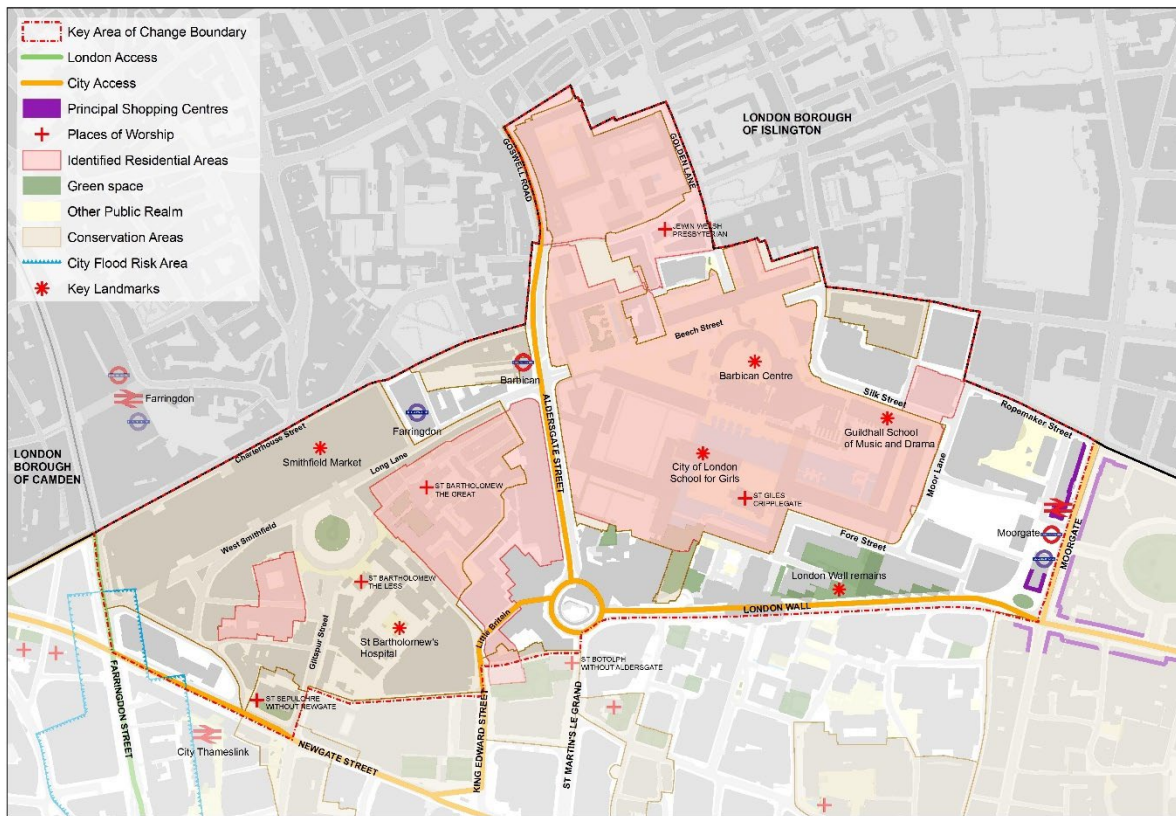 Key Area of Change Boundary
London Access
City Access
Principal Shopping Centres
Places of Worship
Identified Residential Areas
Green space
Other Public Realm
Conservation Areas
City Flood Risk Area
Key Landmarks
LONDON BOROUGH
OF ISLINGTON
GOSWELL ROAD
GOLDEN LANE
JEWIN WELSH
PRESBYTERIAN
Beech Street
Barbican
Barbican Centre
Farringdon
Farringdon
Silk Street
Ropemaker Street
Guildhall School
of Music and Drama
ALDERSGATE STREET
Charterhouse Street
Smithfield Market
Long Lane
LONDON
BOROUGH
OF CAMDEN
City of London
School for Girls
Moor Lane
ST BARTHOLOMEW
THE GREAT
ST GILES
CRIPPLEGATE
West Smithfield
Fore Street
Moorgate
MOORGATE
London Wall remains
ST BARTHOLOMEW
THE LESS
LONDON WALL
Little Britain
St Bartholomew's
Hospital
Giltspur Street
ST BOTOLPH
WITHOUT ALDERSGATE
FARRINGDON STREET
ST SEPULCHRE
WITHOUT NEWGATE
City Thameslink
NEWGATE STREET
KING EDWARD STREET
ST MARTIN'S LE GRAND